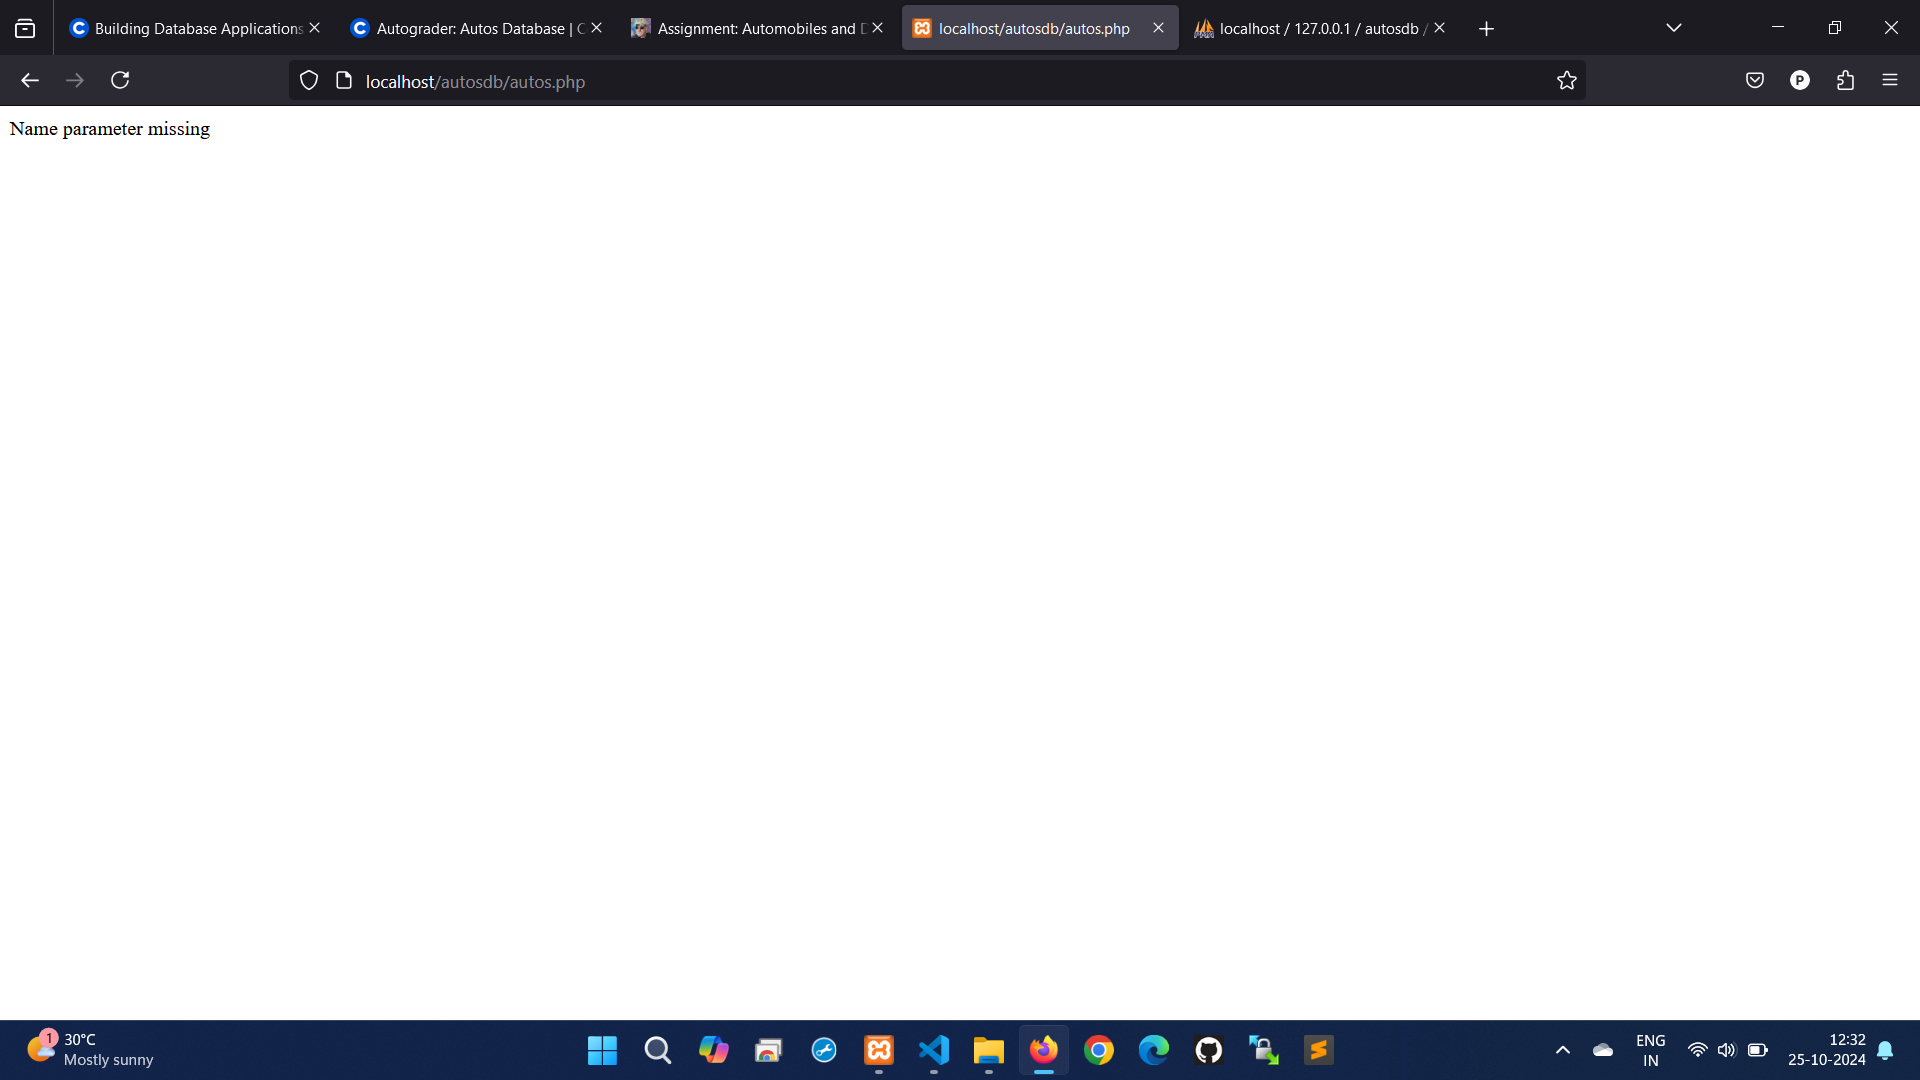 Building Database Applications
Autograder: Autos Database | C
Assignment: Automobiles and D
localhost/autosdb/autos.php
localhost / 127.0.0.1 / autosdb /
localhost/autosdb/autos.php
P
Name parameter missing
1
30°C
Mostly sunny
ENG
IN
12:32
25-10-2024